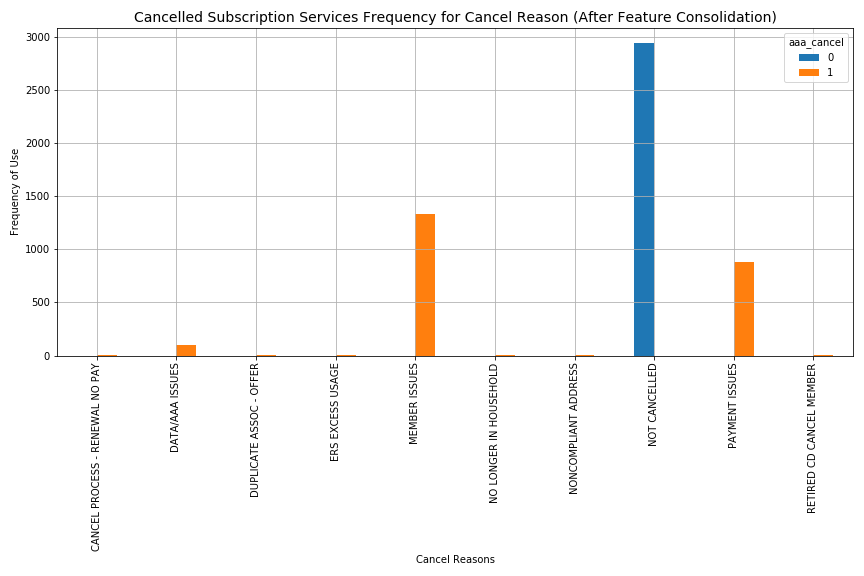 Cancelled Subscription Services Frequency for Cancel Reason (After Feature Consolidation)
aaa_cancel
0
1
3000
2500
2000
1500
1000
500
0
Frequency of Use
CANCEL PROCESS - RENEWAL NO PAY
DATA/AAA ISSUES
DUPLICATE ASSOC - OFFER
ERS EXCESS USAGE
MEMBER ISSUES
NO LONGER IN HOUSEHOLD
NONCOMPLIANT ADDRESS
NOT CANCELLED
PAYMENT ISSUES
RETIRED CD CANCEL MEMBER
Cancel Reasons